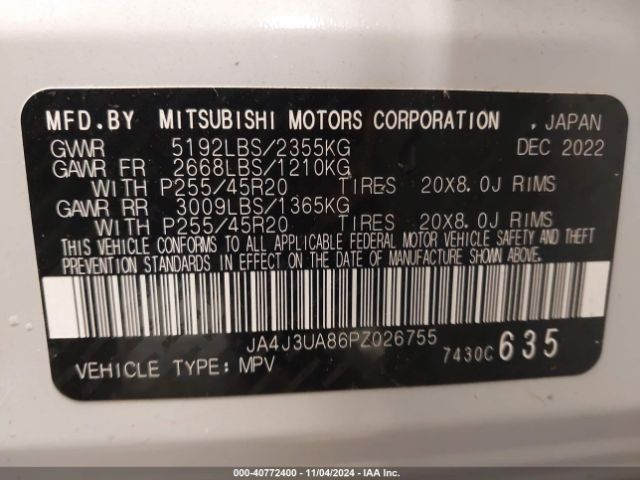 MFD.BY MITSUBISHI MOTORS CORPORATION , JAPAN
GVWR 5192LBS/2355KG DEC 2022
GAWR FR 2668LBS/1210KG
WITH P255/45R20 TIRES 20X8.0J RIMS
GAWR RR 3009LBS/1365KG
WITH P255/45R20 TIRES 20X8.0J RIMS
THIS VEHICLE CONFORMS TO ALL APPLICABLE FEDERAL MOTOR VEHICLE SAFETY AND THEFT
PREVENTION STANDARDS IN EFFECT ON THE DATE OF MANUFACTURE SHOWN ABOVE.
JA4J3UA86PZ026755
7430C 635
VEHICLE TYPE: MPV
000-40772400 - 11/04/2024 - IAA Inc.